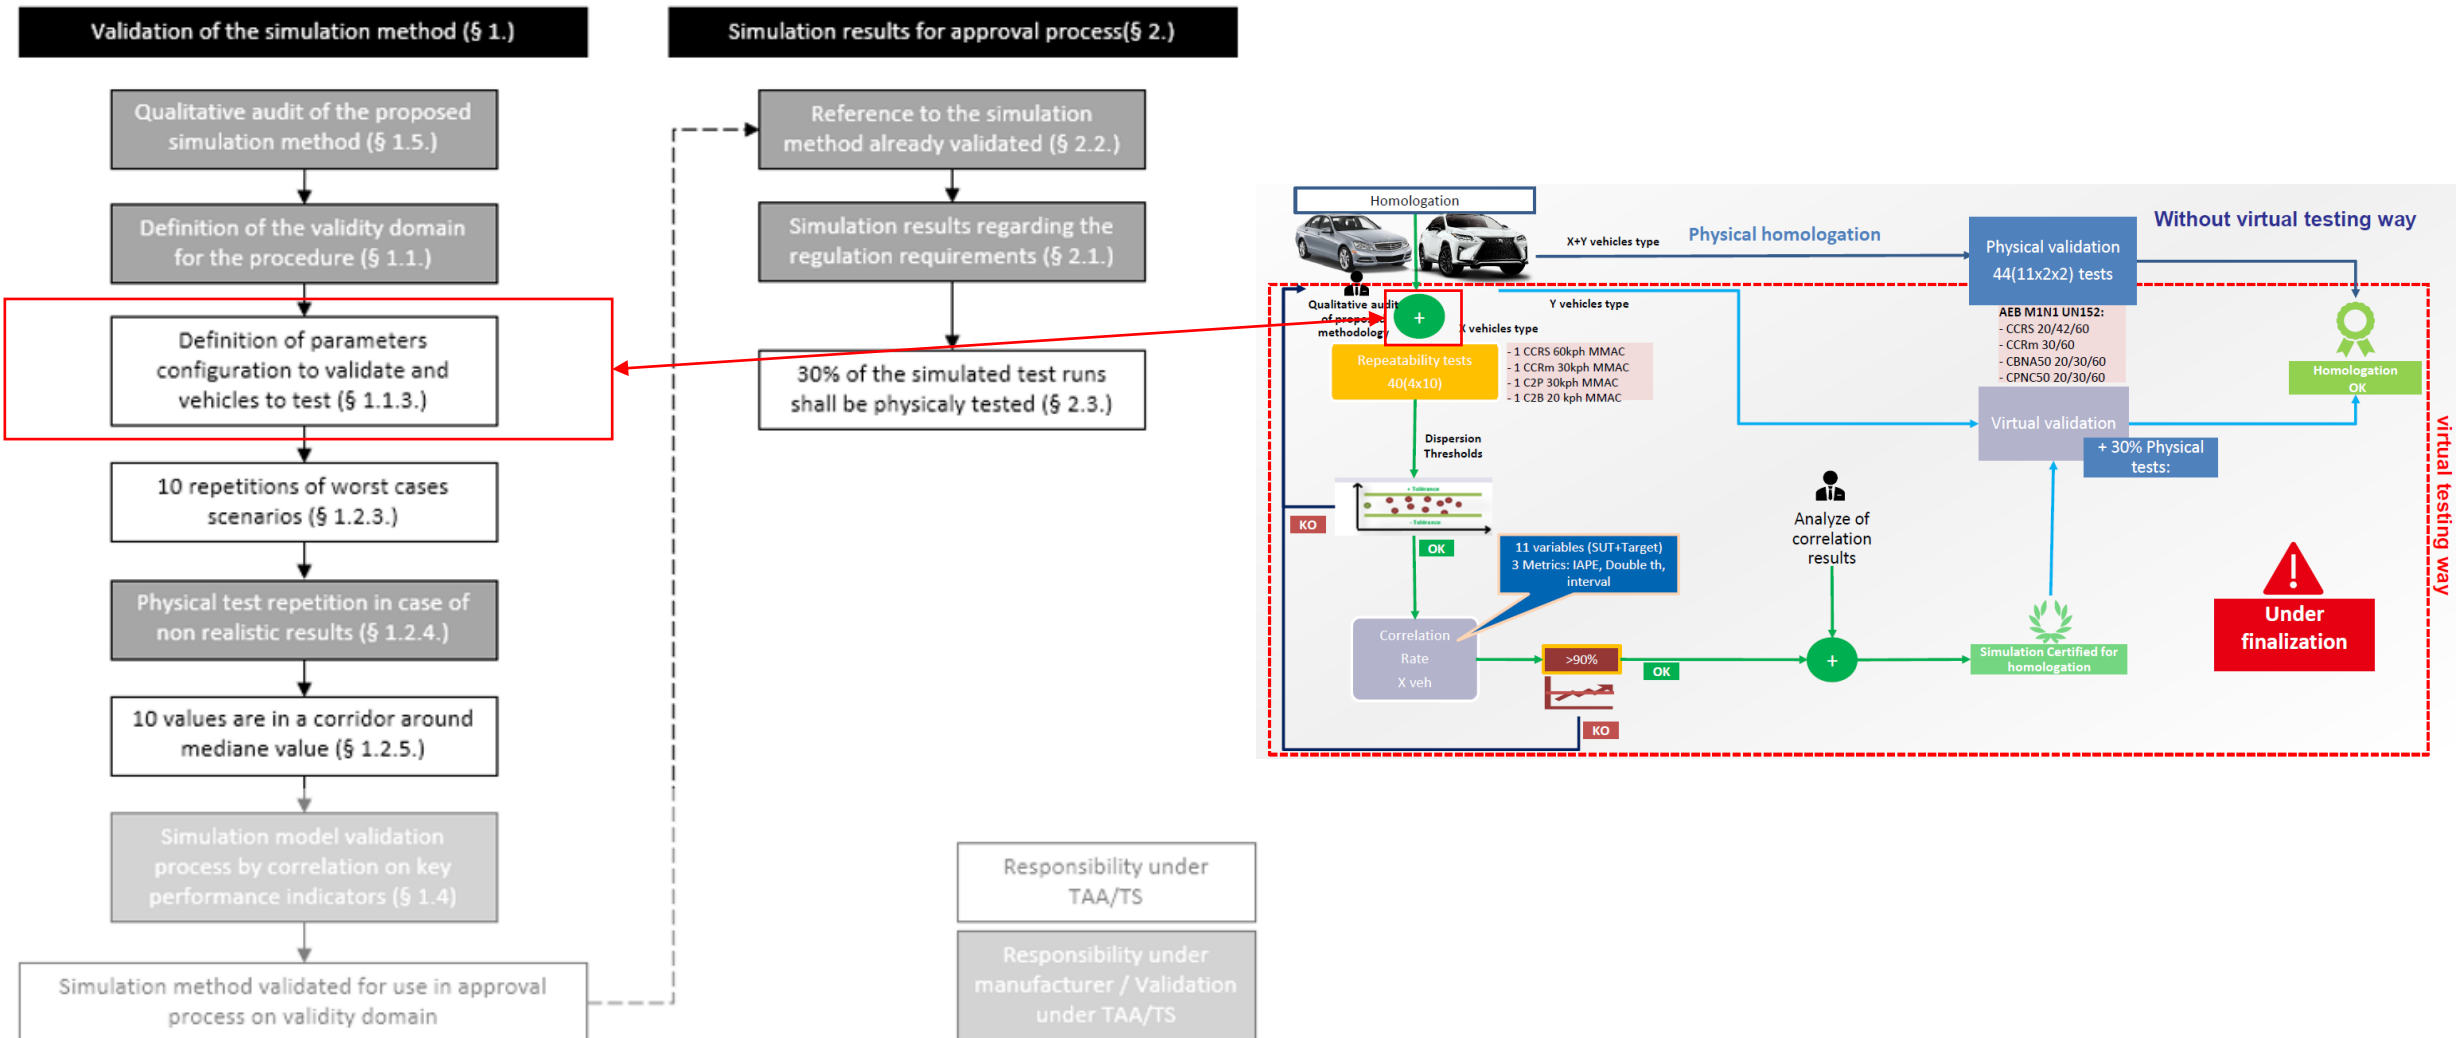 Validation of the simulation method (§ 1.)
Qualitative audit of the proposed
simulation method (§ 1.5.)
Definition of the validity domain
for the procedure (§ 1.1.)
Definition of parameters
configuration to validate and
vehicles to test (§ 1.1.3.)
10 repetitions of worst cases
scenarios (§ 1.2.3.)
Physical test repetition in case of
non realistic results (§ 1.2.4.)
10 values are in a corridor around
mediane value (§ 1.2.5.)
Simulation model validation
process by correlation on key
performance indicators (§ 1.4)
Simulation method validated for use in approval
process on validity domain
Simulation results for approval process(§ 2.)
Reference to the simulation
method already validated (§ 2.2.)
Simulation results regarding the
regulation requirements (§ 2.1.)
30% of the simulated test runs
shall be physicaly tested (§ 2.3.)
Responsibility under
TAA/TS
Responsibility under
manufacturer / Validation
under TAA/TS
Homologation
X+Y vehicles type
Physical homologation
Physical validation
44(11x2x2) tests
Without virtual testing way
Qualitative audit
of proposed
methodology
+
Y vehicles type
X vehicles type
Repeatability tests
40(4x10)
- 1 CCRS 60kph MMAC
- 1 CCRm 30kph MMAC
- 1 C2P 30kph MMAC
- 1 C2B 20 kph MMAC
AEB M1N1 UN152:
- CCRS 20/42/60
- CCRm 30/60
- CBNA50 20/30/60
- CPNC50 20/30/60
Homologation
OK
Virtual validation
+ 30% Physical
tests:
virtual testing way
Dispersion
Thresholds
+ Tolérance
- Tolérance
KO
OK
11 variables (SUT+Target)
3 Metrics: IAPE, Double th,
interval
Analyze of
correlation
results
Correlation
Rate
X veh
>90%
OK
+
Simulation Certified for
homologation
KO
Under
finalization